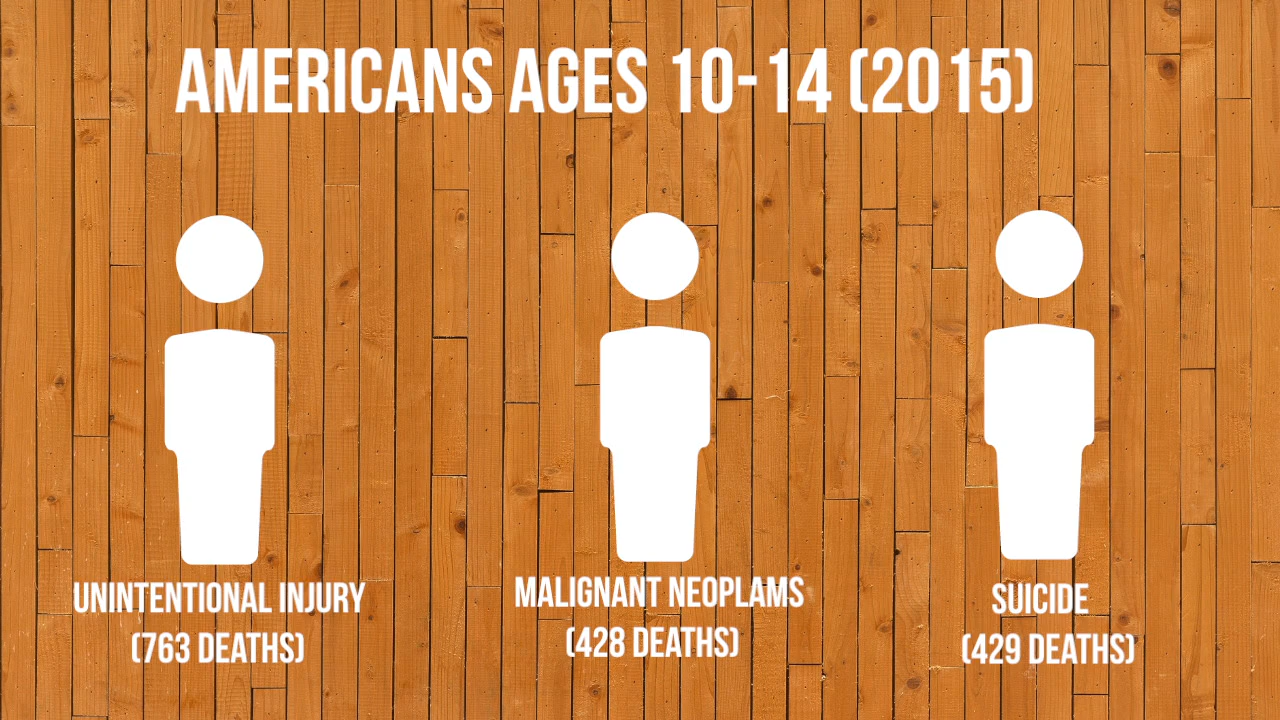 AMERICANS AGES 10-14 (2015)
UNINTENTIONAL INJURY
(763 DEATHS)
MALIGNANT NEOPLAMS
(428 DEATHS)
SUICIDE
(429 DEATHS)